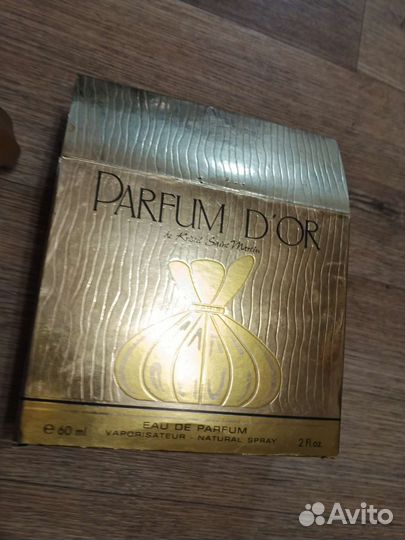 PARFUM D'OR
de Kristel Saint Martin
EAU DE PARFUM
VAPORISATEUR - NATURAL SPRAY
e 60 ml
2 fl oz
Avito